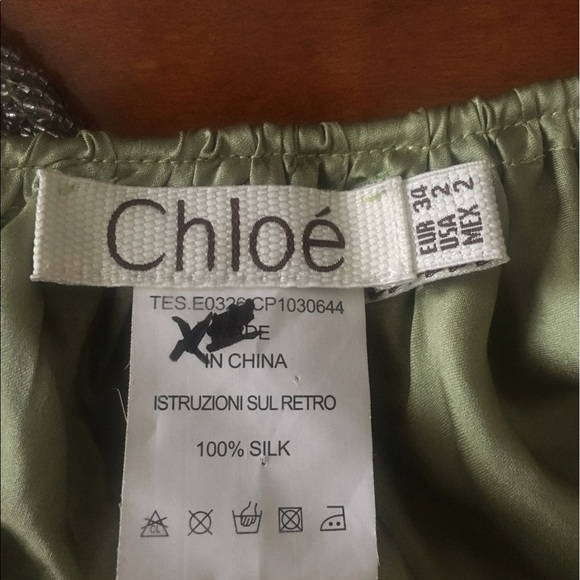 Chloé
EUR 34
USA 2
MEX 2
TES.E0326 CP1030644
IN CHINA
ISTRUZIONI SUL RETRO
100% SILK